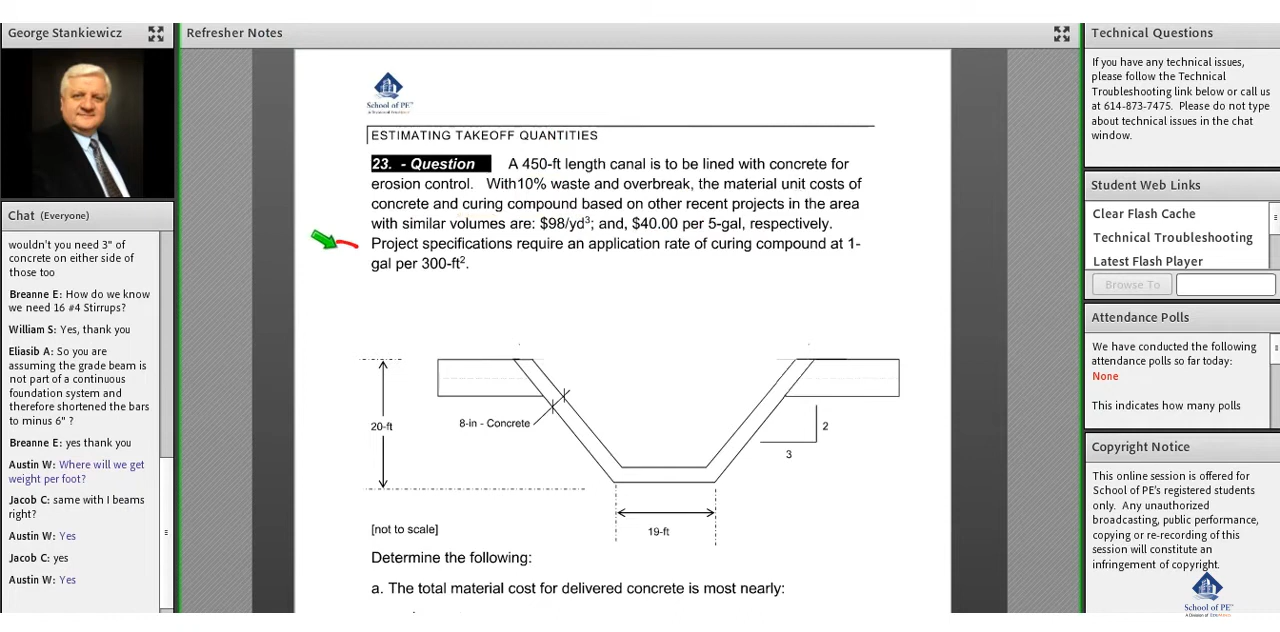 George Stankiewicz
Chat (Everyone)
wouldn't you need 3" of
concrete on either side of
those too
Breanne E: How do we know
we need 16 #4 Stirrups?
William S: Yes, thank you
Eliasib A: So you are
assuming the grade beam is
not part of a continuous
foundation system and
therefore shortened the bars
to minus 6" ?
Breanne E: yes thank you
Austin W: Where will we get
weight per foot?
Jacob C: same with I beams
right?
Austin W: Yes
Jacob C: yes
Austin W: Yes
Refresher Notes
School of PE™
ESTIMATING TAKEOFF QUANTITIES
23. - Question A 450-ft length canal is to be lined with concrete for
erosion control. With10% waste and overbreak, the material unit costs of
concrete and curing compound based on other recent projects in the area
with similar volumes are: $98/yd³; and, $40.00 per 5-gal, respectively.
Project specifications require an application rate of curing compound at 1-
gal per 300-ft².
20-ft
8-in - Concrete
2
3
19-ft
[not to scale]
Determine the following:
a. The total material cost for delivered concrete is most nearly:
Technical Questions
If you have any technical issues,
please follow the Technical
Troubleshooting link below or call us
at 614-873-7475. Please do not type
about technical issues in the chat
window.
Student Web Links
Clear Flash Cache
Technical Troubleshooting
Latest Flash Player
Browse To
Attendance Polls
We have conducted the following
attendance polls so far today:
None
This indicates how many polls
Copyright Notice
This online session is offered for
School of PE's registered students
only. Any unauthorized
broadcasting, public performance,
copying or re-recording of this
session will constitute an
infringement of copyright.
School of PE™